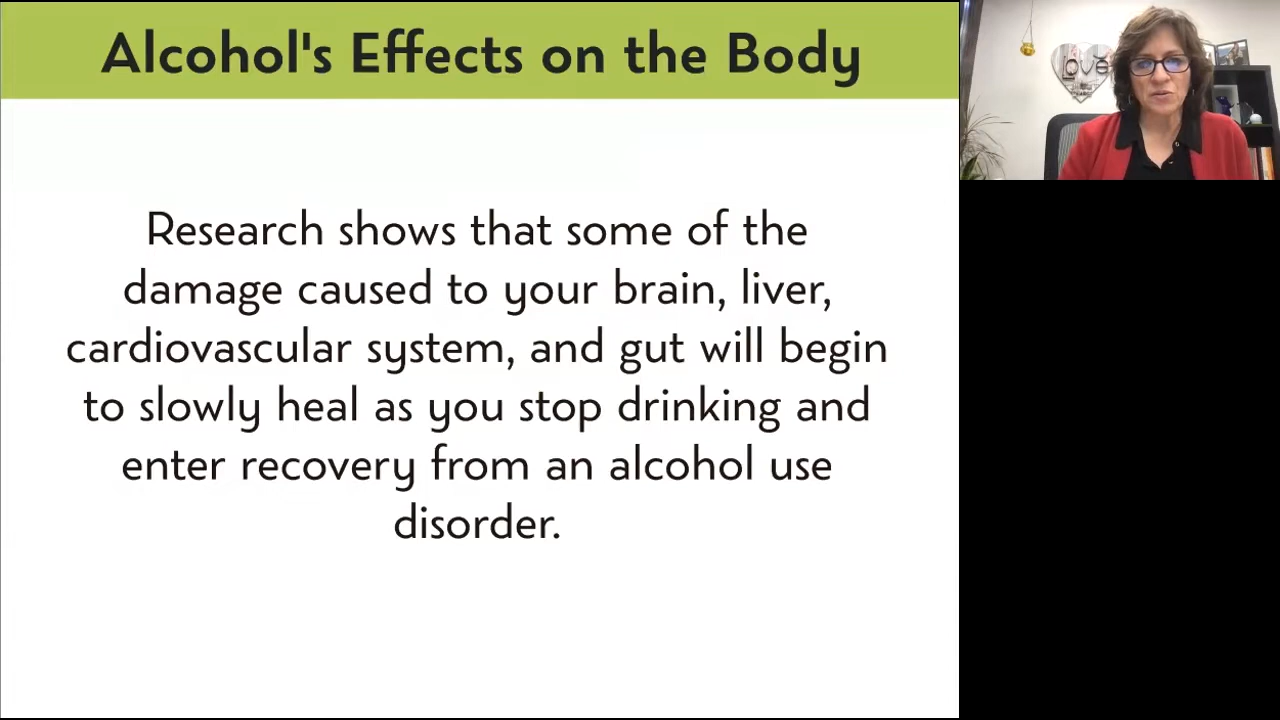 Alcohol's Effects on the Body
Research shows that some of the
damage caused to your brain, liver,
cardiovascular system, and gut will begin
to slowly heal as you stop drinking and
enter recovery from an alcohol use
disorder.
Love